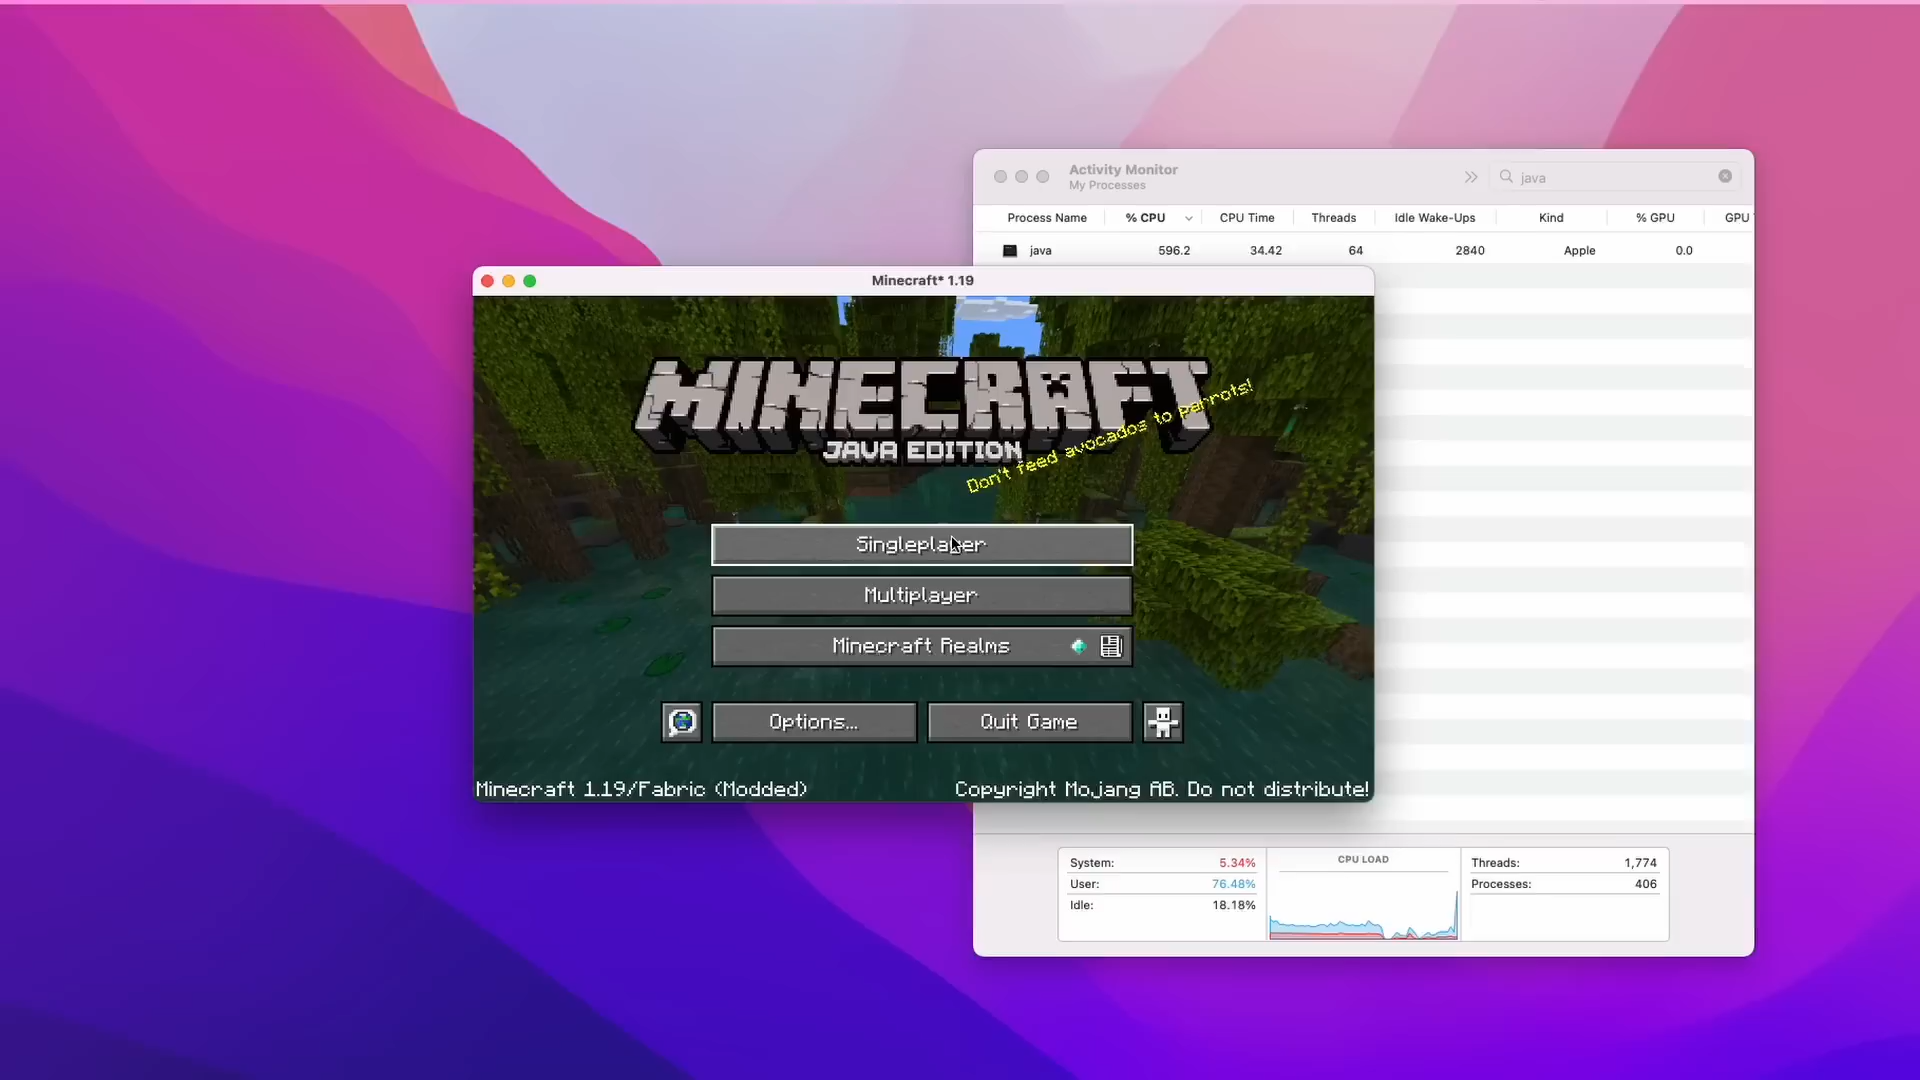 Activity Monitor
My Processes
java
Process Name % CPU CPU Time Threads Idle Wake-Ups Kind % GPU GPU
java 596.2 34.42 64 2840 Apple 0.0
Minecraft* 1.19
MINECRAFT
JAVA EDITION
Don't feed avocados to parrots!
Singleplayer
Multiplayer
Minecraft Realms
Options...
Quit Game
Minecraft 1.19/Fabric (Modded)
Copyright Mojang AB. Do not distribute!
System: 5.34%
User: 76.48%
Idle: 18.18%
CPU LOAD
Threads: 1,774
Processes: 406